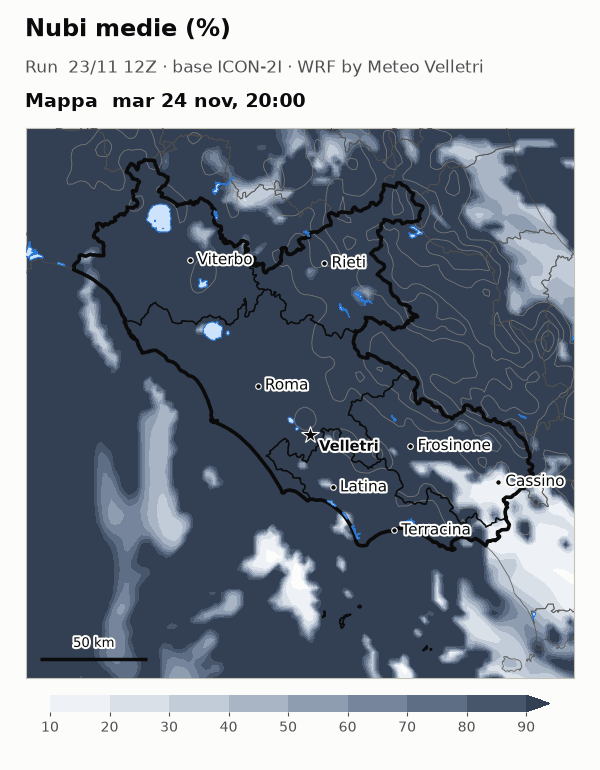 Nubi medie (%)
Run  23/11 12Z · base ICON-2I · WRF by Meteo Velletri
Mappa  mar 24 nov, 20:00
Viterbo
Rieti
Roma
Velletri
Frosinone
Cassino
Latina
Terracina
50 km
10 20 30 40 50 60 70 80 90